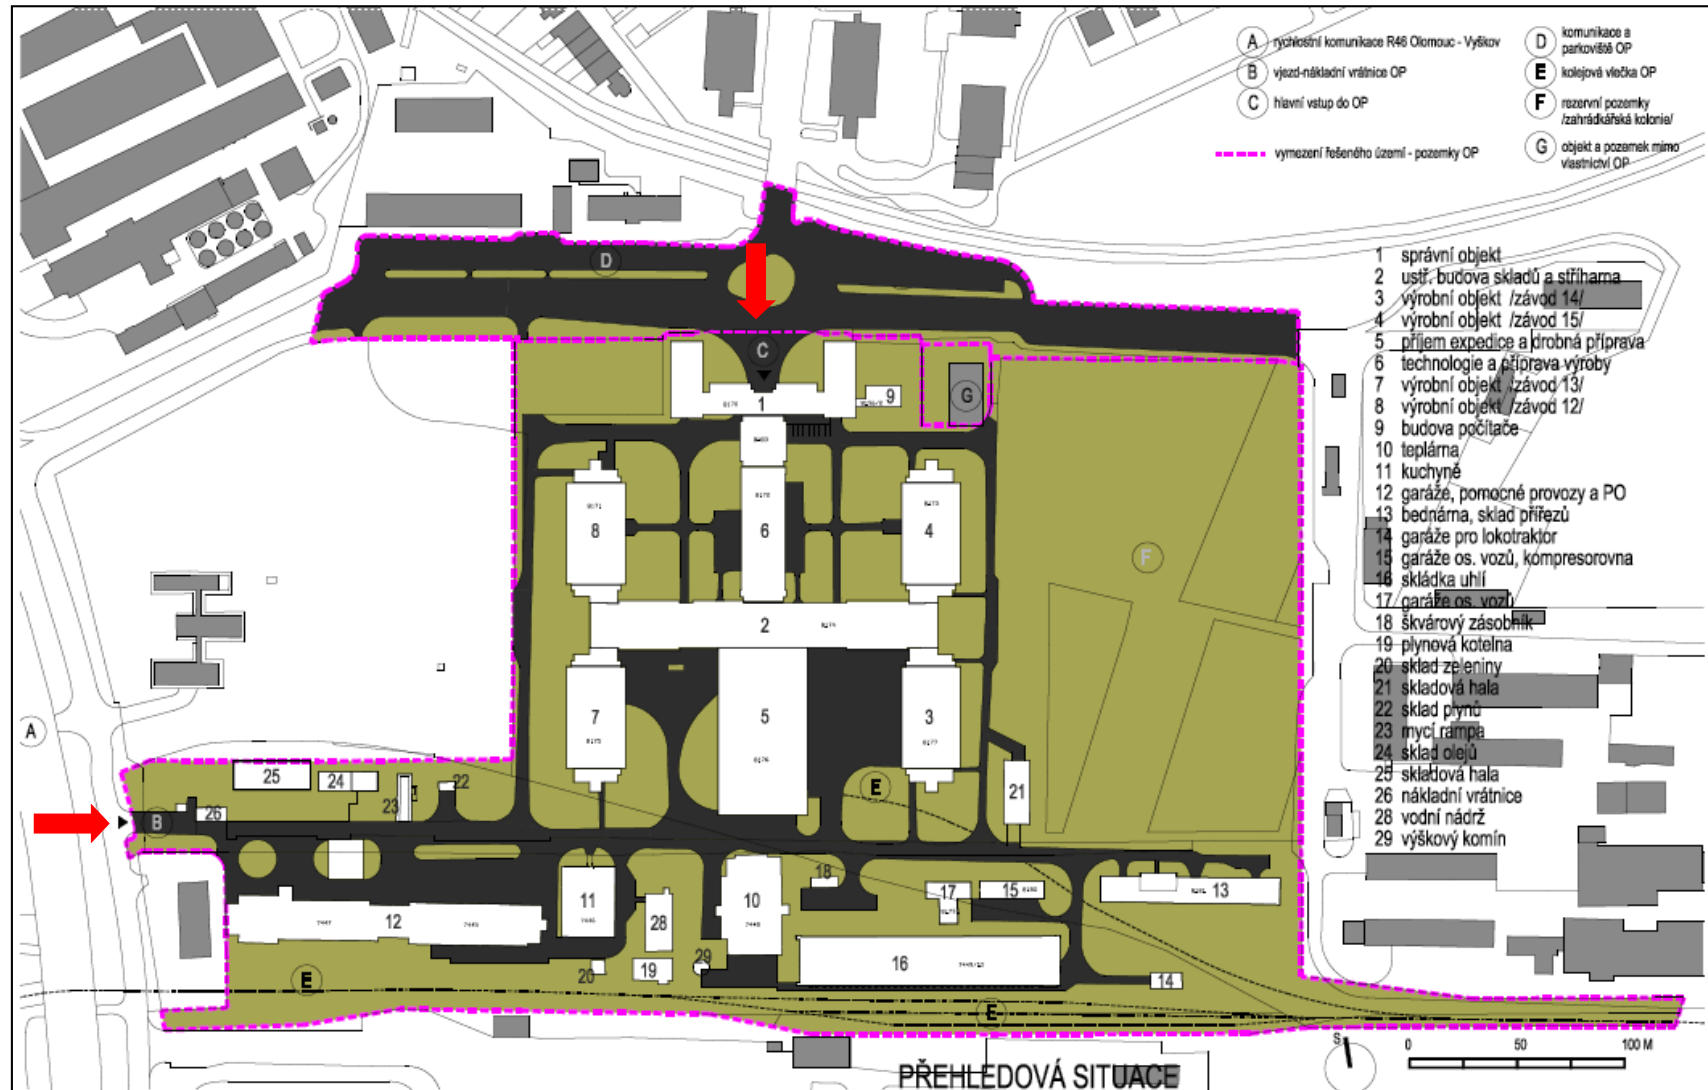 A rychlostní komunikace R46 Olomouc - Vyškov
B vjezd-nákladní vrátnice OP
C hlavní vstup do OP
vymezení řešeného území - pozemky OP
D komunikace a
parkoviště OP
E kolejová vlečka OP
F rezervní pozemky
/zahrádkářská kolonie/
G objekt a pozemek mimo
vlastnictví OP
1 správní objekt
2 ustř. budova skladů a stříharna
3 výrobní objekt /závod 14/
4 výrobní objekt /závod 15/
5 příjem expedice a drobná příprava
6 technologie a příprava výroby
7 výrobní objekt /závod 13/
8 výrobní objekt /závod 12/
9 budova počítače
10 teplárna
11 kuchyně
12 garáže, pomocné provozy a PO
13 bednárna, sklad přířezů
14 garáže pro lokotraktor
15 garáže os. vozů, kompresorovna
16 skládka uhlí
17 garáže os. vozů
18 škvárový zásobník
19 plynová kotelna
20 sklad zeleniny
21 skladová hala
22 sklad plynů
23 mycí rampa
24 sklad olejů
25 skladová hala
26 nákladní vrátnice
28 vodní nádrž
29 výškový komín
D
C
1
9
G
8
6
4
F
2
7
5
3
E
A
25
24
23
22
21
B
26
12
11
28
10
18
17
15
13
20
19
29
16
14
E
E
S
0 50 100 M
PŘEHLEDOVÁ SITUACE